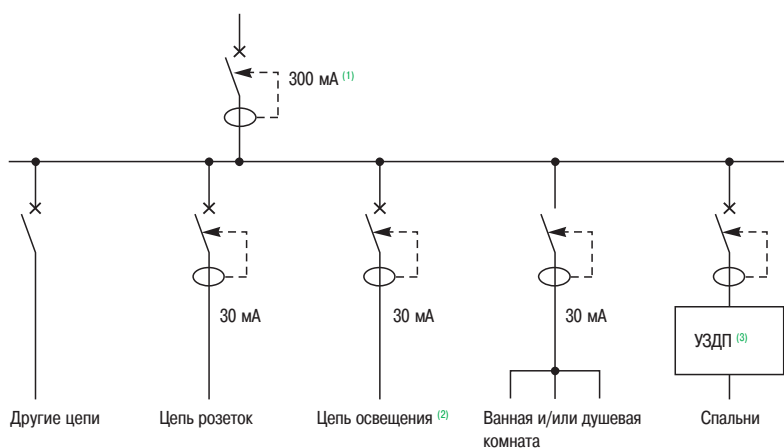 300 мА (1)
30 мА
30 мА
30 мА
УЗДП (3)
Другие цепи
Цепь розеток
Цепь освещения (2)
Ванная и/или душевая
комната
Спальни